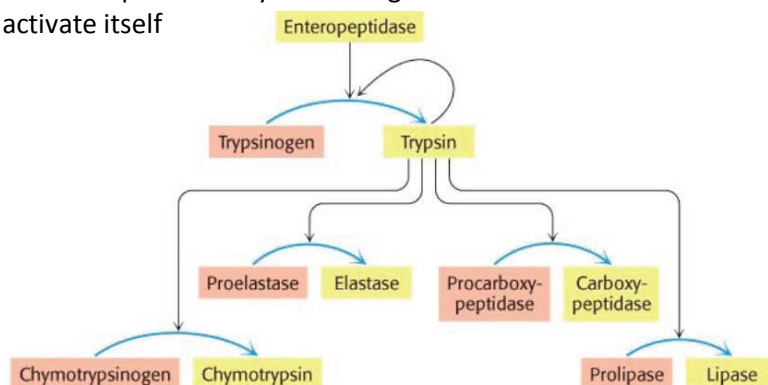 activate itself
Enteropeptidase
Trypsinogen
Trypsin
Proelastase
Elastase
Procarboxy-
peptidase
Carboxy-
peptidase
Chymotrypsinogen
Chymotrypsin
Prolipase
Lipase